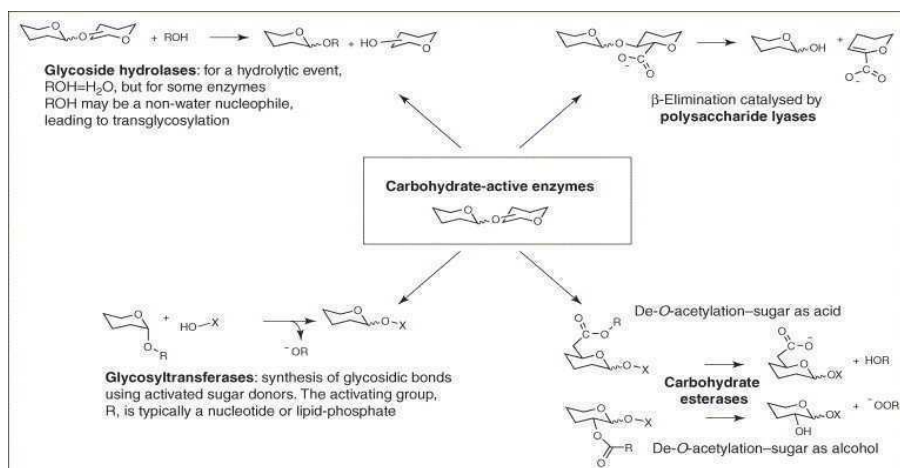 + ROH
OR + HO
Glycoside hydrolases: for a hydrolytic event,
ROH=H₂O, but for some enzymes
ROH may be a non-water nucleophile,
leading to transglycosylation
OH +
β-Elimination catalysed by
polysaccharide lyases
Carbohydrate-active enzymes
+ HO-X
O-R
⁻OR
O-X
Glycosyltransferases: synthesis of glycosidic bonds
using activated sugar donors. The activating group,
R, is typically a nucleotide or lipid-phosphate
De-O-acetylation–sugar as acid
O-X
OX + HOR
Carbohydrate
esterases
O-X
OX + ⁻OOR
OH
De-O-acetylation–sugar as alcohol